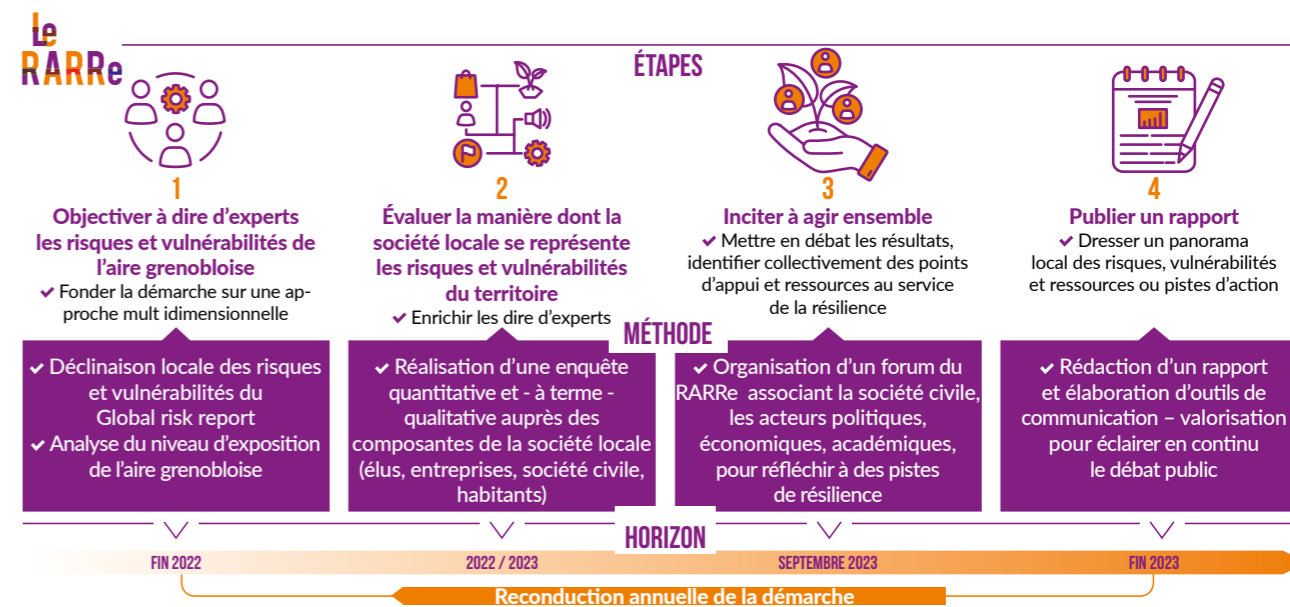 Le
RARRe
ÉTAPES
1
Objectiver à dire d'experts
les risques et vulnérabilités de
l'aire grenobloise
✓ Fonder la démarche sur une ap-
proche mult idimensionnelle
2
Évaluer la manière dont la
société locale se représente
les risques et vulnérabilités
du territoire
✓ Enrichir les dire d'experts
3
Inciter à agir ensemble
✓ Mettre en débat les résultats,
identifier collectivement des points
d'appui et ressources au service
de la résilience
4
Publier un rapport
✓ Dresser un panorama
local des risques, vulnérabilités
et ressources ou pistes d'action
MÉTHODE
✓ Déclinaison locale des risques
et vulnérabilités du
Global risk report
✓ Analyse du niveau d'exposition
de l'aire grenobloise
✓ Réalisation d'une enquête
quantitative et - à terme -
qualitative auprès des
composantes de la société locale
(élus, entreprises, société civile,
habitants)
✓ Organisation d'un forum du
RARRe associant la société civile,
les acteurs politiques,
économiques, académiques,
pour réfléchir à des pistes
de résilience
✓ Rédaction d'un rapport
et élaboration d'outils de
communication – valorisation
pour éclairer en continu
le débat public
HORIZON
FIN 2022
2022 / 2023
SEPTEMBRE 2023
FIN 2023
Reconduction annuelle de la démarche